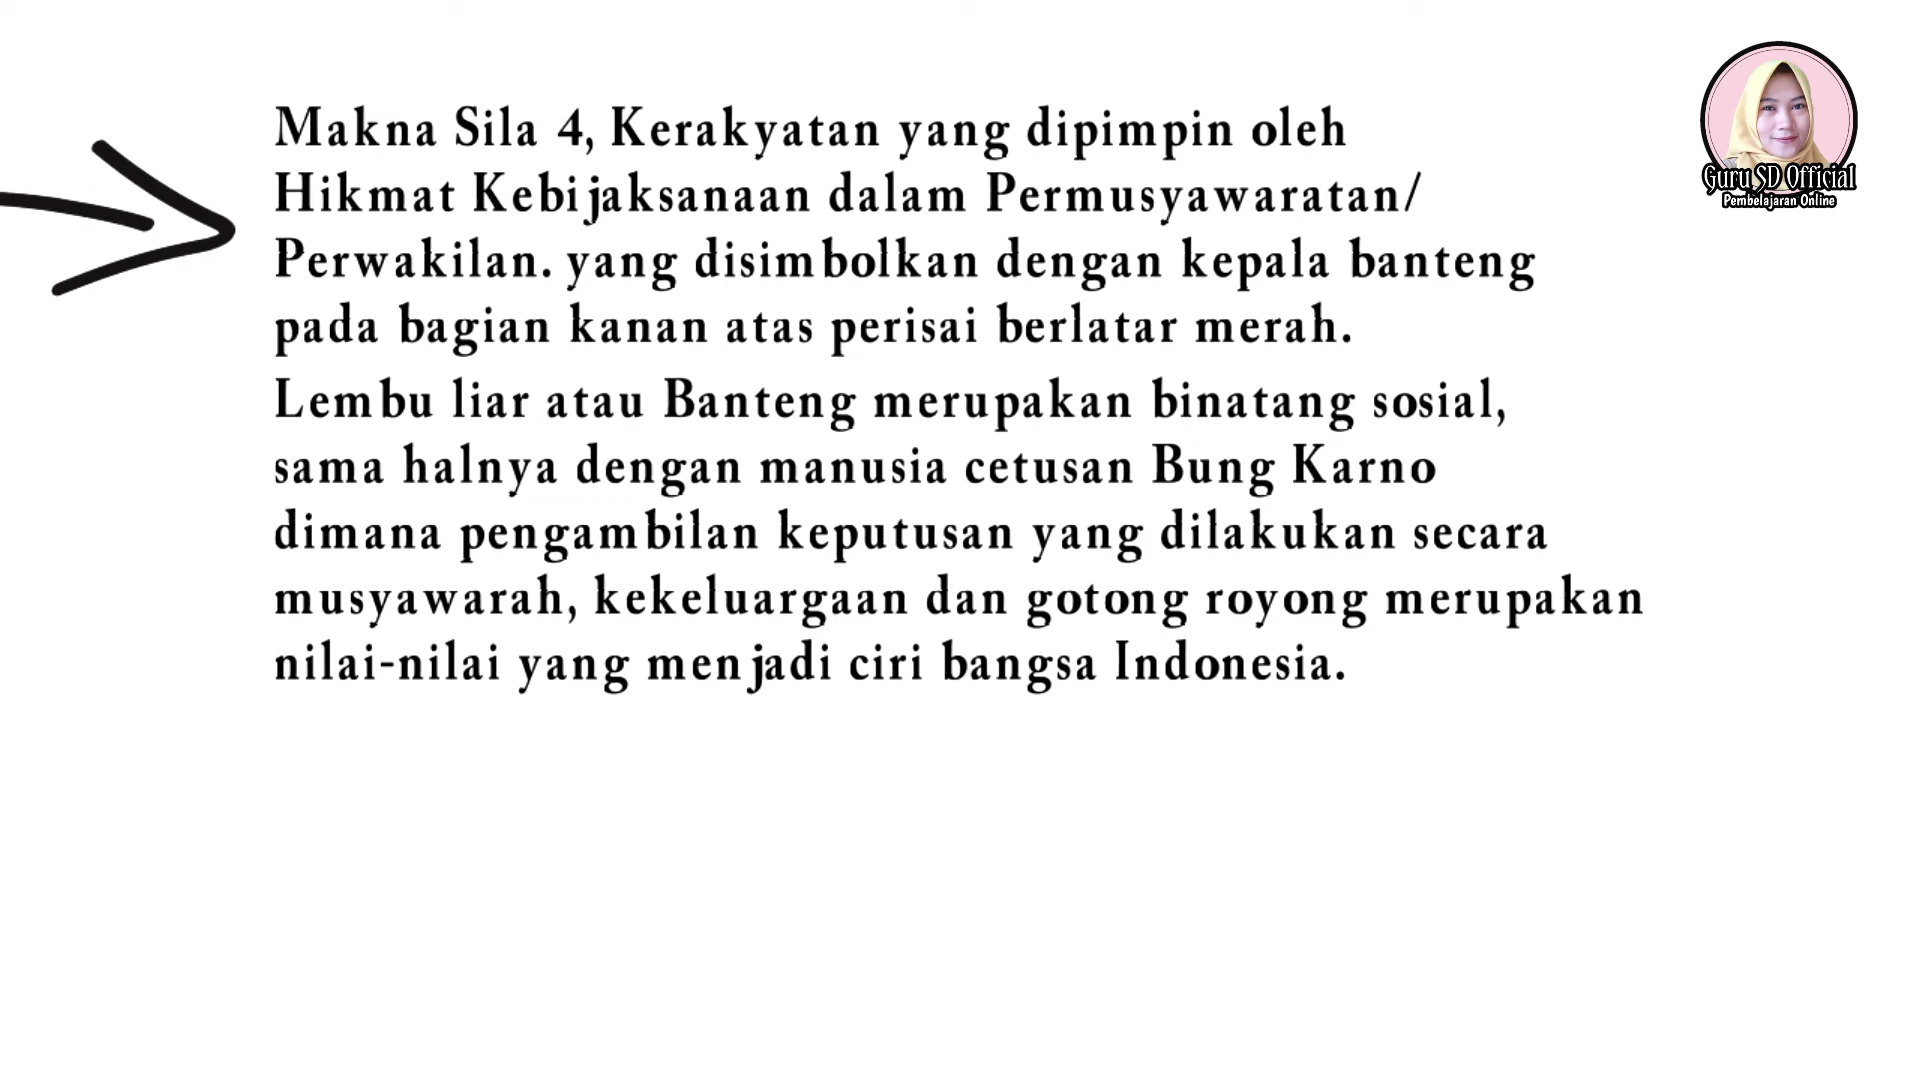 Makna Sila 4, Kerakyatan yang dipimpin oleh
Hikmat Kebijaksanaan dalam Permusyawaratan/
Perwakilan. yang disimbolkan dengan kepala banteng
pada bagian kanan atas perisai berlatar merah.
Lembu liar atau Banteng merupakan binatang sosial,
sama halnya dengan manusia cetusan Bung Karno
dimana pengambilan keputusan yang dilakukan secara
musyawarah, kekeluargaan dan gotong royong merupakan
nilai-nilai yang menjadi ciri bangsa Indonesia.
Guru SD Official
Pembelajaran Online